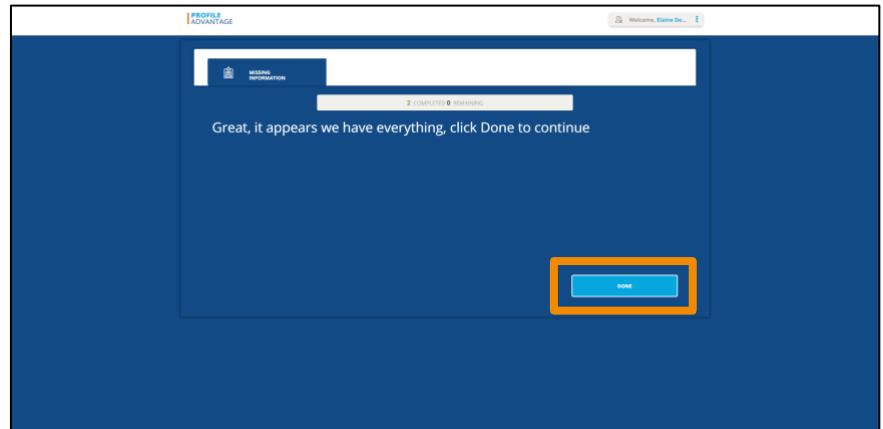 PROFILE
ADVANTAGE
Welcome, Elaine De... 
MISSING
INFORMATION
2 COMPLETED 0 REMAINING
Great, it appears we have everything, click Done to continue
DONE